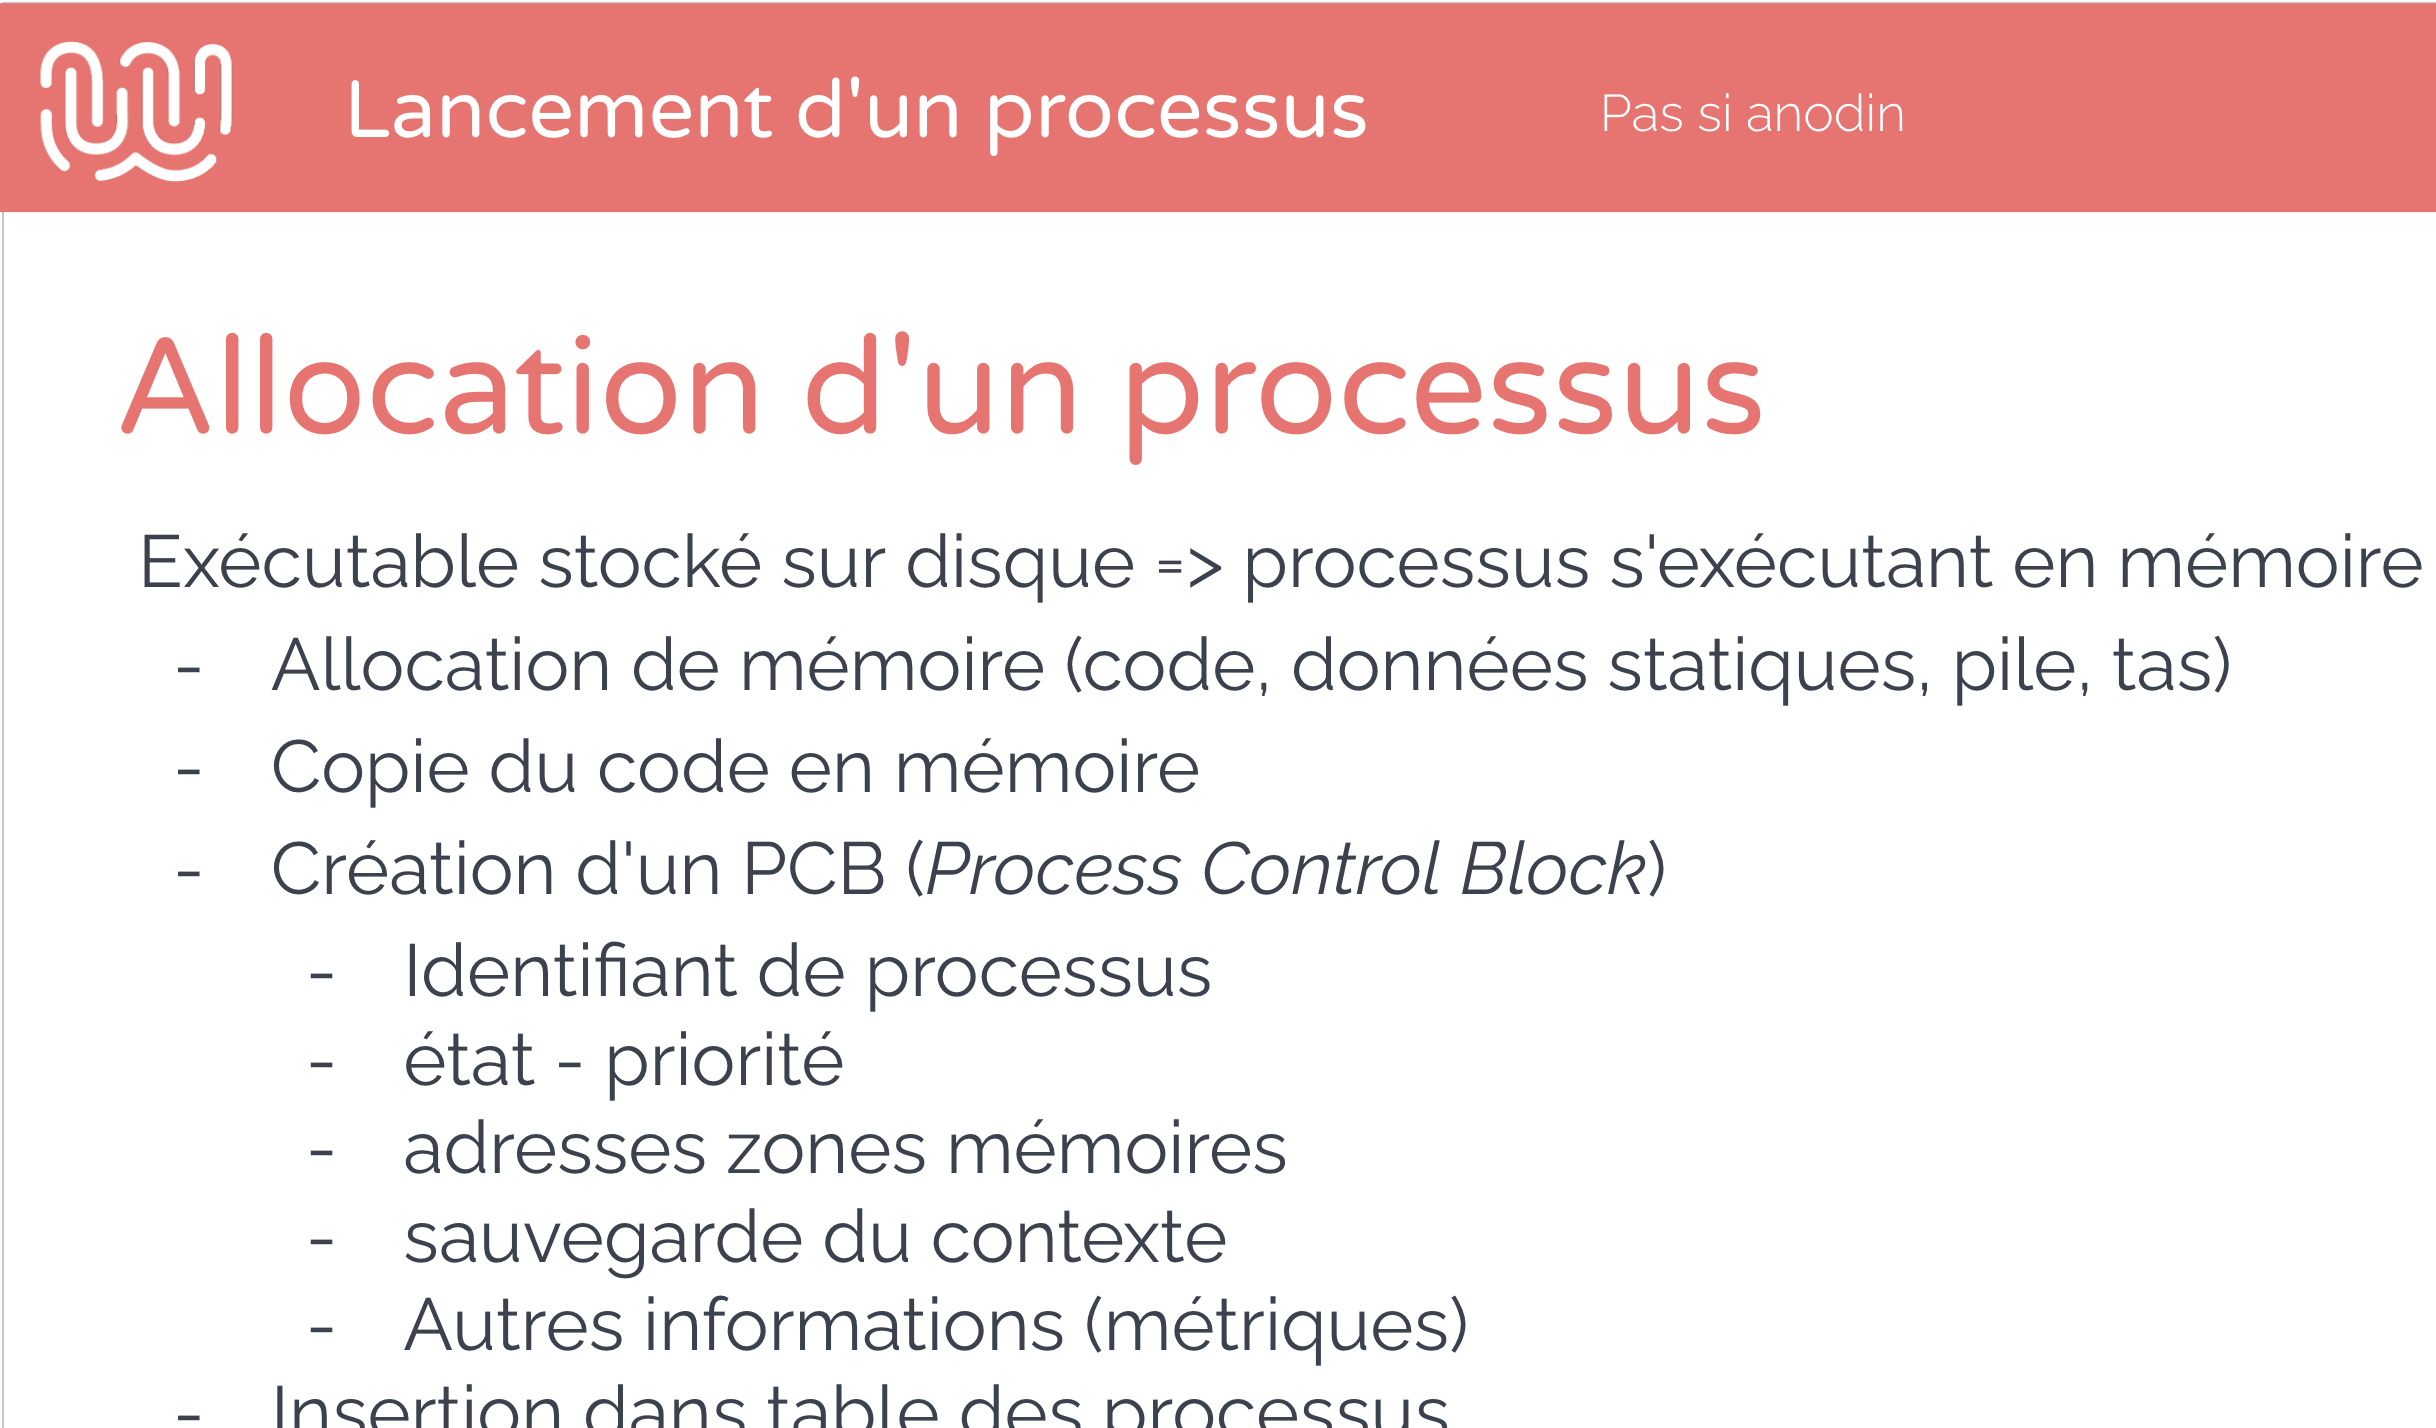 Lancement d'un processus
Pas si anodin
Allocation d'un processus
Exécutable stocké sur disque => processus s'exécutant en mémoire
- Allocation de mémoire (code, données statiques, pile, tas)
- Copie du code en mémoire
- Création d'un PCB (Process Control Block)
- Identifiant de processus
- état - priorité
- adresses zones mémoires
- sauvegarde du contexte
- Autres informations (métriques)
- Insertion dans table des processus